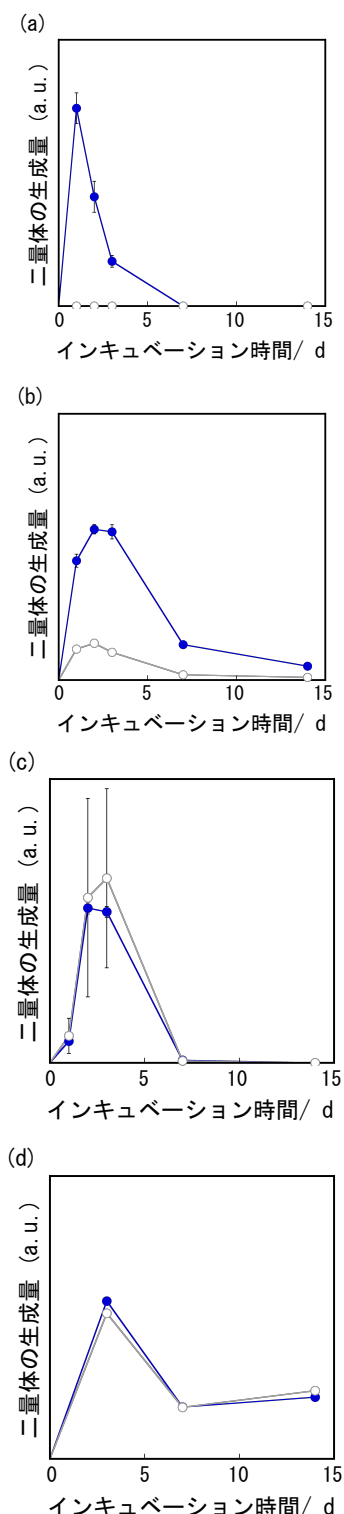 (a)
二量体の生成量 (a.u.)
0 5 10 15
インキュベーション時間/ d
(b)
二量体の生成量 (a.u.)
0 5 10 15
インキュベーション時間/ d
(c)
二量体の生成量 (a.u.)
0 5 10 15
インキュベーション時間/ d
(d)
二量体の生成量 (a.u.)
0 5 10 15
インキュベーション時間/ d